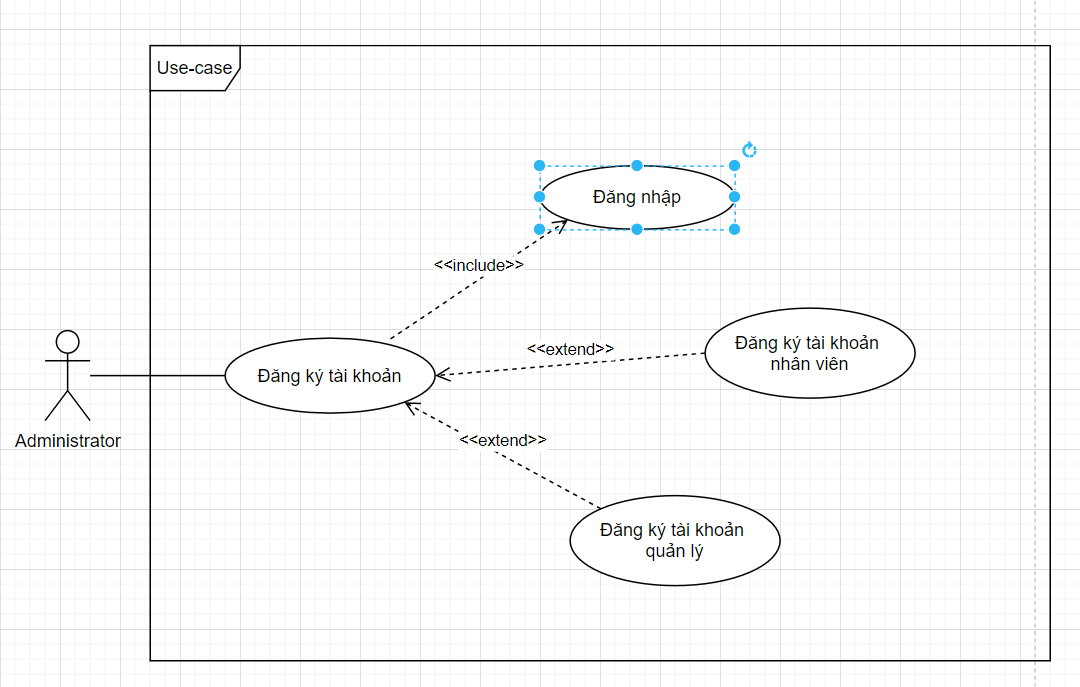 Use-case
Đăng nhập
<<include>>
<<extend>>
Đăng ký tài khoản
nhân viên
Đăng ký tài khoản
Administrator
<<extend>>
Đăng ký tài khoản
quản lý